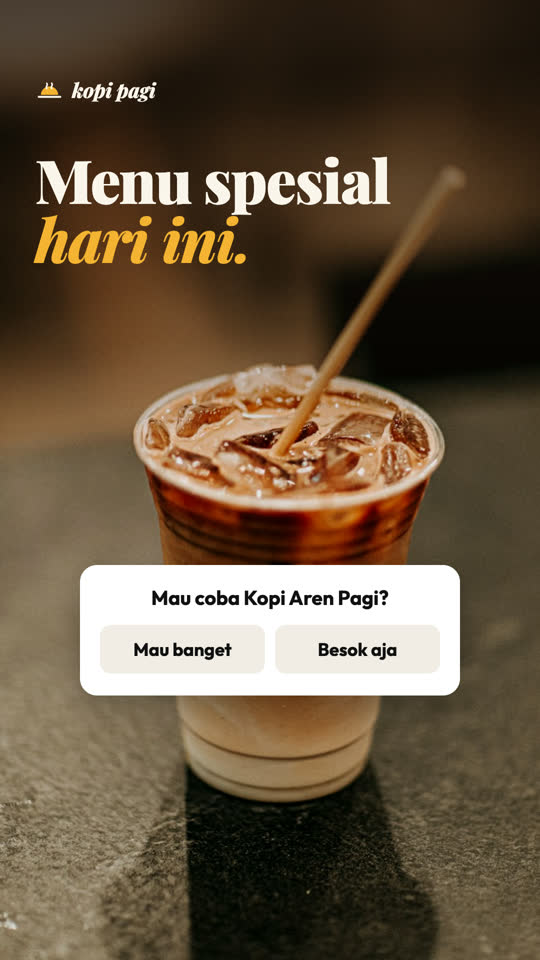 kopi pagi
Menu spesial
hari ini.
Mau coba Kopi Aren Pagi?
Mau banget
Besok aja